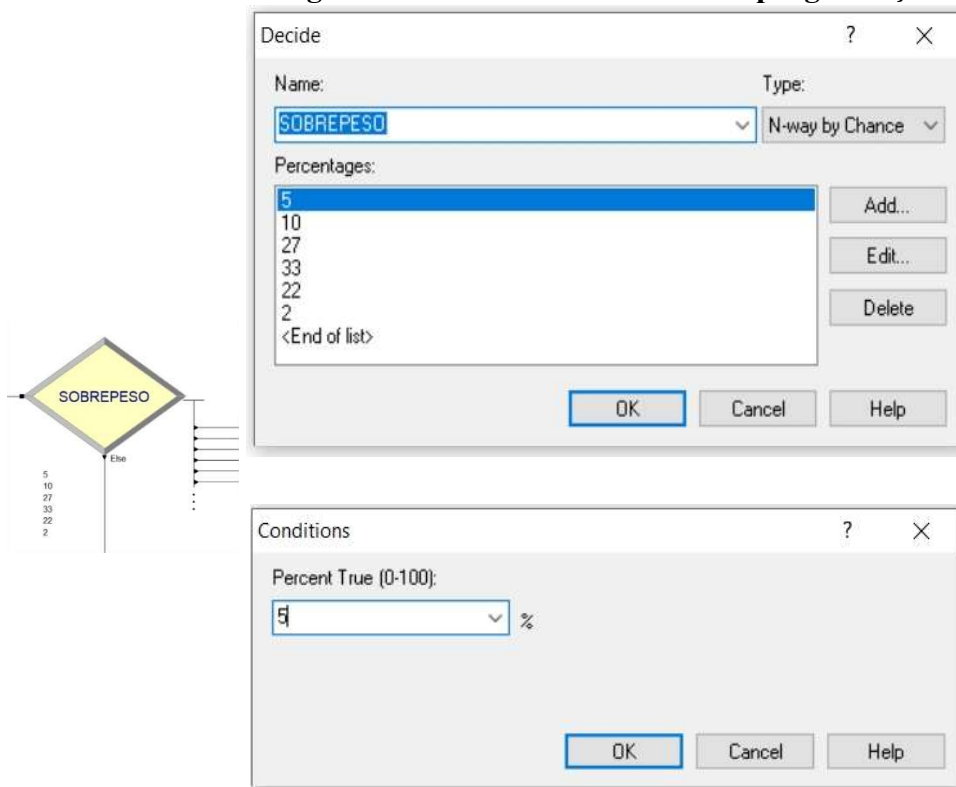 Decide ? X
Name: Type:
SOBREPESO N-way by Chance
Percentages:
5
10
27
33
22
2
<End of list>
Add...
Edit...
Delete
OK Cancel Help
SOBREPESO
Else
5
10
27
33
22
2
Conditions ? X
Percent True (0-100):
5 %
OK Cancel Help